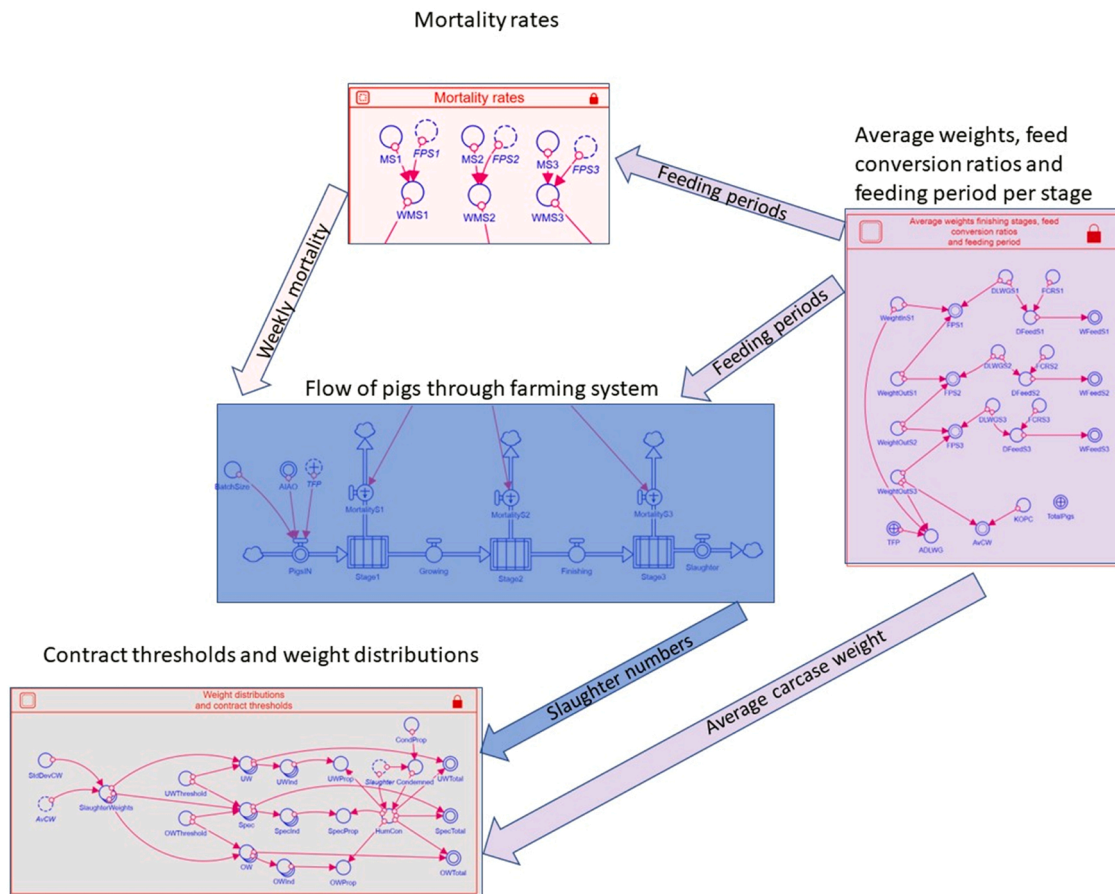 Mortality rates
Mortality rates
MS1
FPS1
MS2
FPS2
MS3
FPS3
WMS1
WMS2
WMS3
Average weights, feed
conversion ratios and
feeding period per stage
Average weights finishing stages, feed
conversion ratios
and feeding period
DLWGS1
FCRS1
WeightInS1
FPS1
DFeedS1
WFeedS1
DLWGS2
FCRS2
WeightOutS1
FPS2
DFeedS2
WFeedS2
DLWGS3
FCRS3
WeightOutS2
FPS3
DFeedS3
WFeedS3
WeightOutS3
KOPC
TotalPigs
TFP
ADLWG
AvCW
Feeding periods
Feeding periods
Weekly mortality
Flow of pigs through farming system
BatchSize
AIAO
TFP
MortalityS1
MortalityS2
MortalityS3
PigsIN
Stage1
Growing
Stage2
Finishing
Stage3
Slaughter
Slaughter numbers
Average carcase weight
Contract thresholds and weight distributions
Weight distributions
and contract thresholds
CondProp
StdDevCW
UW
UWInd
UWProp
Slaughter
Condemned
UWTotal
UWThreshold
SlaughterWeights
AvCW
Spec
SpecInd
SpecProp
HumCon
SpecTotal
OWThreshold
OW
OWInd
OWProp
OWTotal